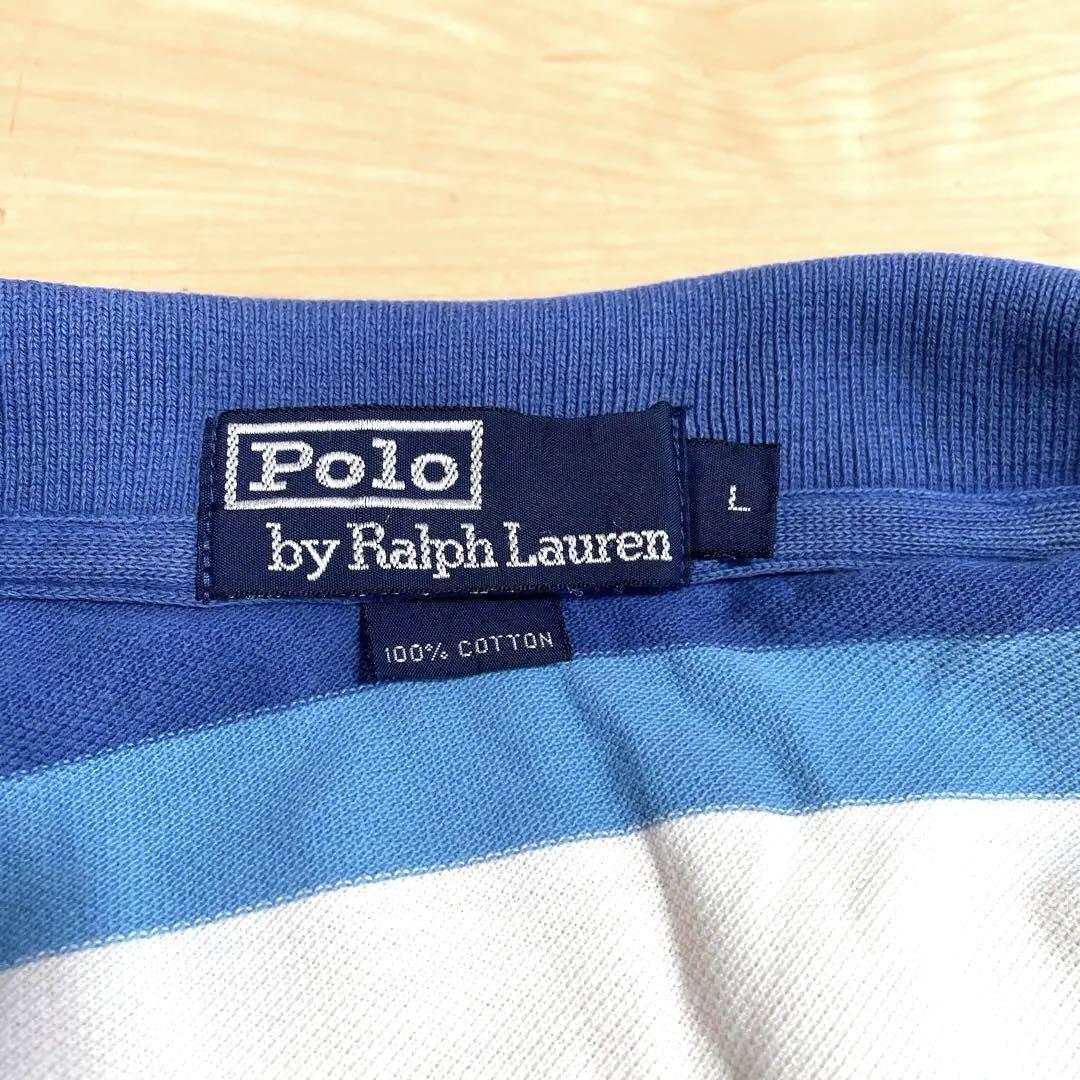 Polo
by Ralph Lauren
L
100% COTTON